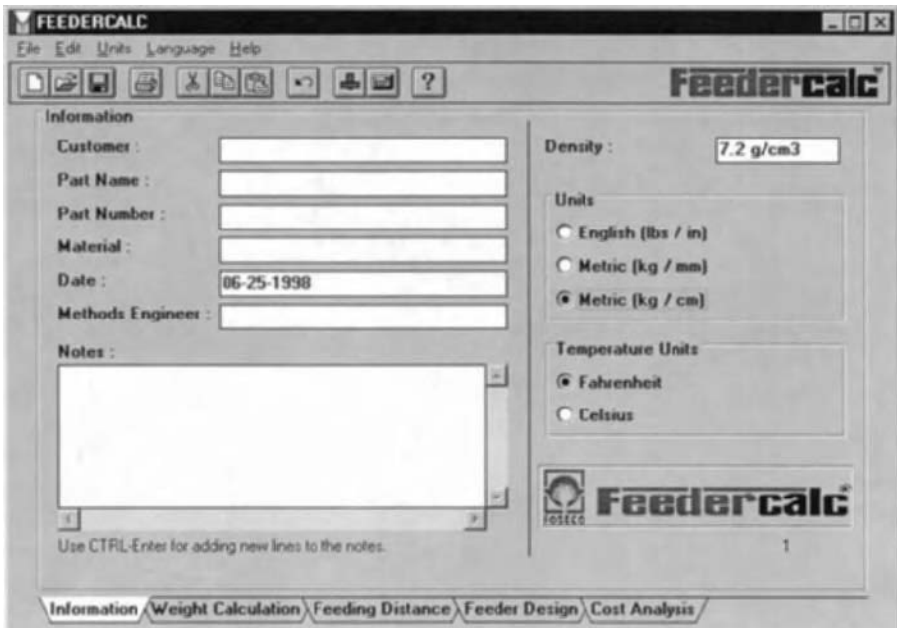 FEEDERCALC
File Edit Units Language Help
?
Feedercalc
Information
Customer :
Part Name :
Part Number :
Material :
Date : 06-25-1998
Methods Engineer :
Notes :
Use CTRL-Enter for adding new lines to the notes.
Density : 7.2 g/cm3
Units
English (lbs / in)
Metric (kg / mm)
Metric (kg / cm)
Temperature Units
Fahrenheit
Celsius
FOSECO
Feedercalc
1
Information Weight Calculation Feeding Distance Feeder Design Cost Analysis